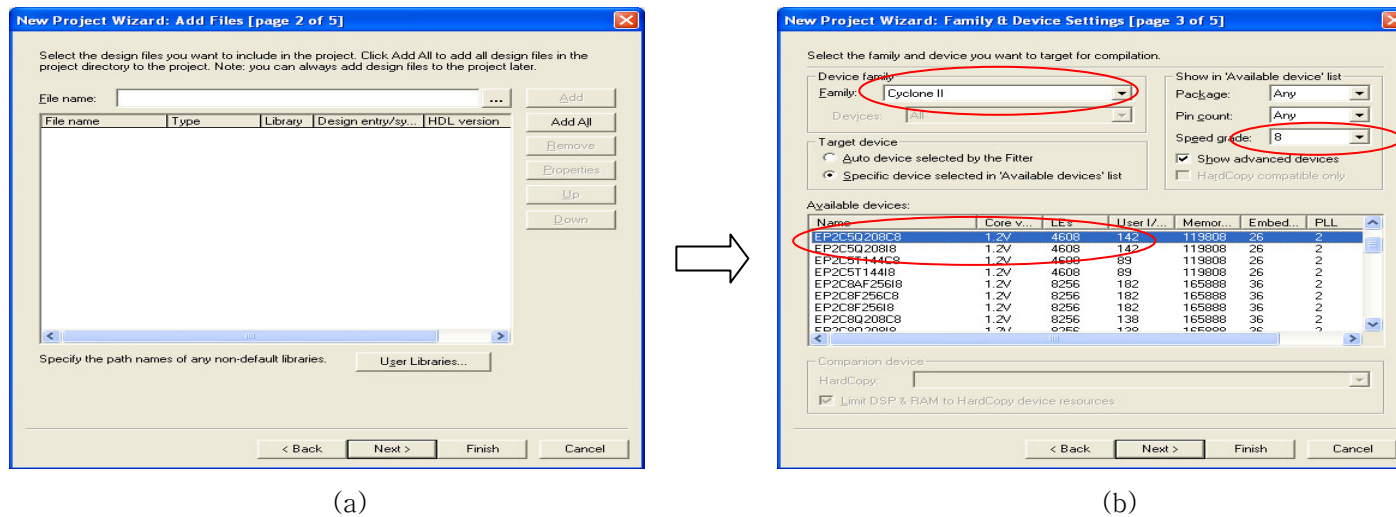 New Project Wizard: Add Files [page 2 of 5]
Select the design files you want to include in the project. Click Add All to add all design files in the
project directory to the project. Note: you can always add design files to the project later.
File name:
...
Add
File name Type Library Design entry/sy... HDL version
Add All
Remove
Properties
Up
Down
Specify the path names of any non-default libraries.
User Libraries...
< Back Next > Finish Cancel
(a)
New Project Wizard: Family & Device Settings [page 3 of 5]
Select the family and device you want to target for compilation.
Device family
Family: Cyclone II
Devices: All
Show in 'Available device' list
Package: Any
Pin count: Any
Speed grade: 8
Show advanced devices
HardCopy compatible only
Target device
Auto device selected by the Fitter
Specific device selected in 'Available devices' list
Available devices:
Name Core v... LEs User I/... Memor... Embed... PLL
EP2C5Q208C8 1.2V 4608 142 119808 26 2
EP2C5Q208I8 1.2V 4608 142 119808 26 2
EP2C5T144C8 1.2V 4608 89 119808 26 2
EP2C5T144I8 1.2V 4608 89 119808 26 2
EP2C8AF256I8 1.2V 8256 182 165888 36 2
EP2C8F256C8 1.2V 8256 182 165888 36 2
EP2C8F256I8 1.2V 8256 182 165888 36 2
EP2C8Q208C8 1.2V 8256 138 165888 36 2
EP2C8Q208I8 1.2V 8256 138 165888 36 2
Companion device
HardCopy:
Limit DSP & RAM to HardCopy device resources
< Back Next > Finish Cancel
(b)